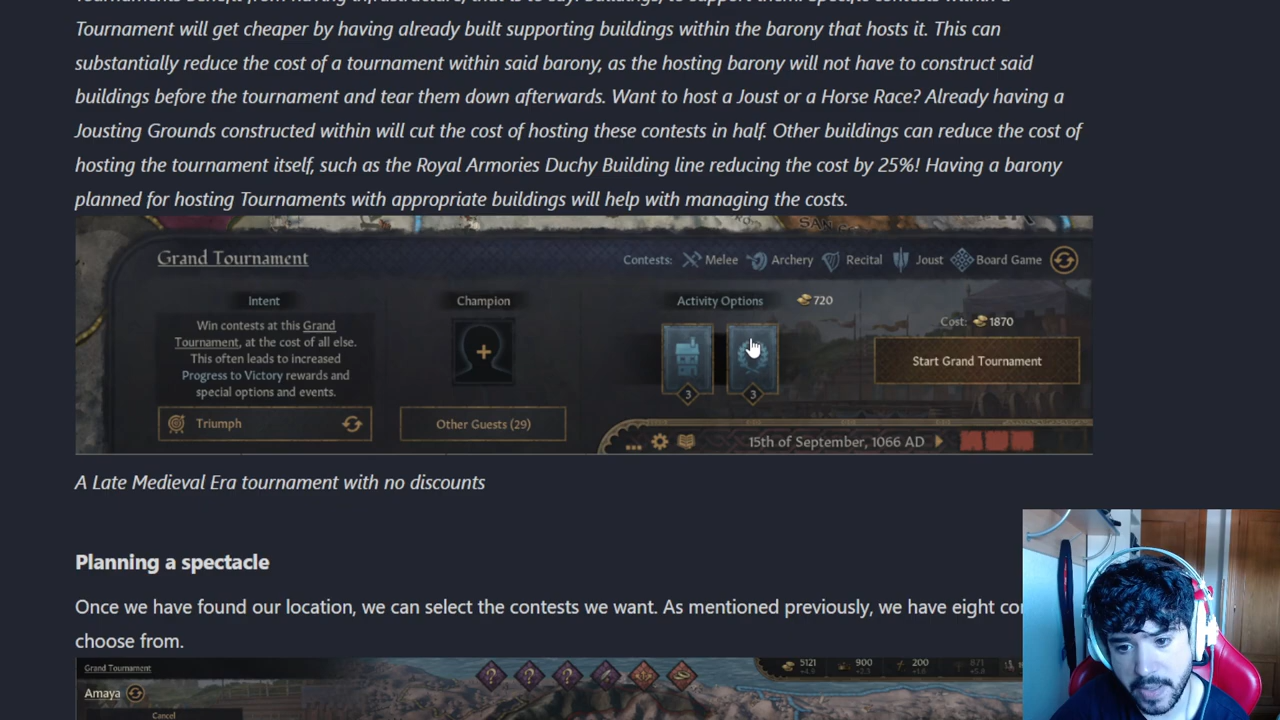 Tournament will get cheaper by having already built supporting buildings within the barony that hosts it. This can
substantially reduce the cost of a tournament within said barony, as the hosting barony will not have to construct said
buildings before the tournament and tear them down afterwards. Want to host a Joust or a Horse Race? Already having a
Jousting Grounds constructed within will cut the cost of hosting these contests in half. Other buildings can reduce the cost of
hosting the tournament itself, such as the Royal Armories Duchy Building line reducing the cost by 25%! Having a barony
planned for hosting Tournaments with appropriate buildings will help with managing the costs.
Grand Tournament
Contests: Melee Archery Recital Joust Board Game
Intent
Champion
Activity Options 720
Win contests at this Grand
Tournament, at the cost of all else.
This often leads to increased
Progress to Victory rewards and
special options and events.
Cost: 1870
Start Grand Tournament
3 3
Triumph
Other Guests (29)
15th of September, 1066 AD
A Late Medieval Era tournament with no discounts
Planning a spectacle
Once we have found our location, we can select the contests we want. As mentioned previously, we have eight
choose from.
Grand Tournament
5121 900 200 871
Amaya
Cancel